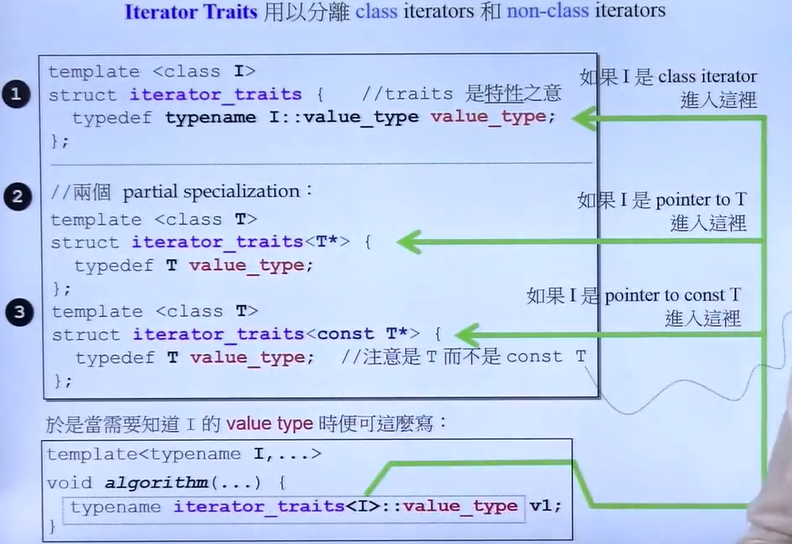 Iterator Traits 用以分離 class iterators 和 non-class iterators
1
template <class I>
struct iterator_traits { //traits 是特性之意
typedef typename I::value_type value_type;
};
如果 I 是 class iterator
進入這裡
2
//兩個 partial specialization：
template <class T>
struct iterator_traits<T*> {
typedef T value_type;
};
如果 I 是 pointer to T
進入這裡
3
template <class T>
struct iterator_traits<const T*> {
typedef T value_type; //注意是 T 而不是 const T
};
如果 I 是 pointer to const T
進入這裡
於是當需要知道 I 的 value type 時便可這麼寫：
template<typename I,...>
void algorithm(...) {
typename iterator_traits<I>::value_type v1;
}